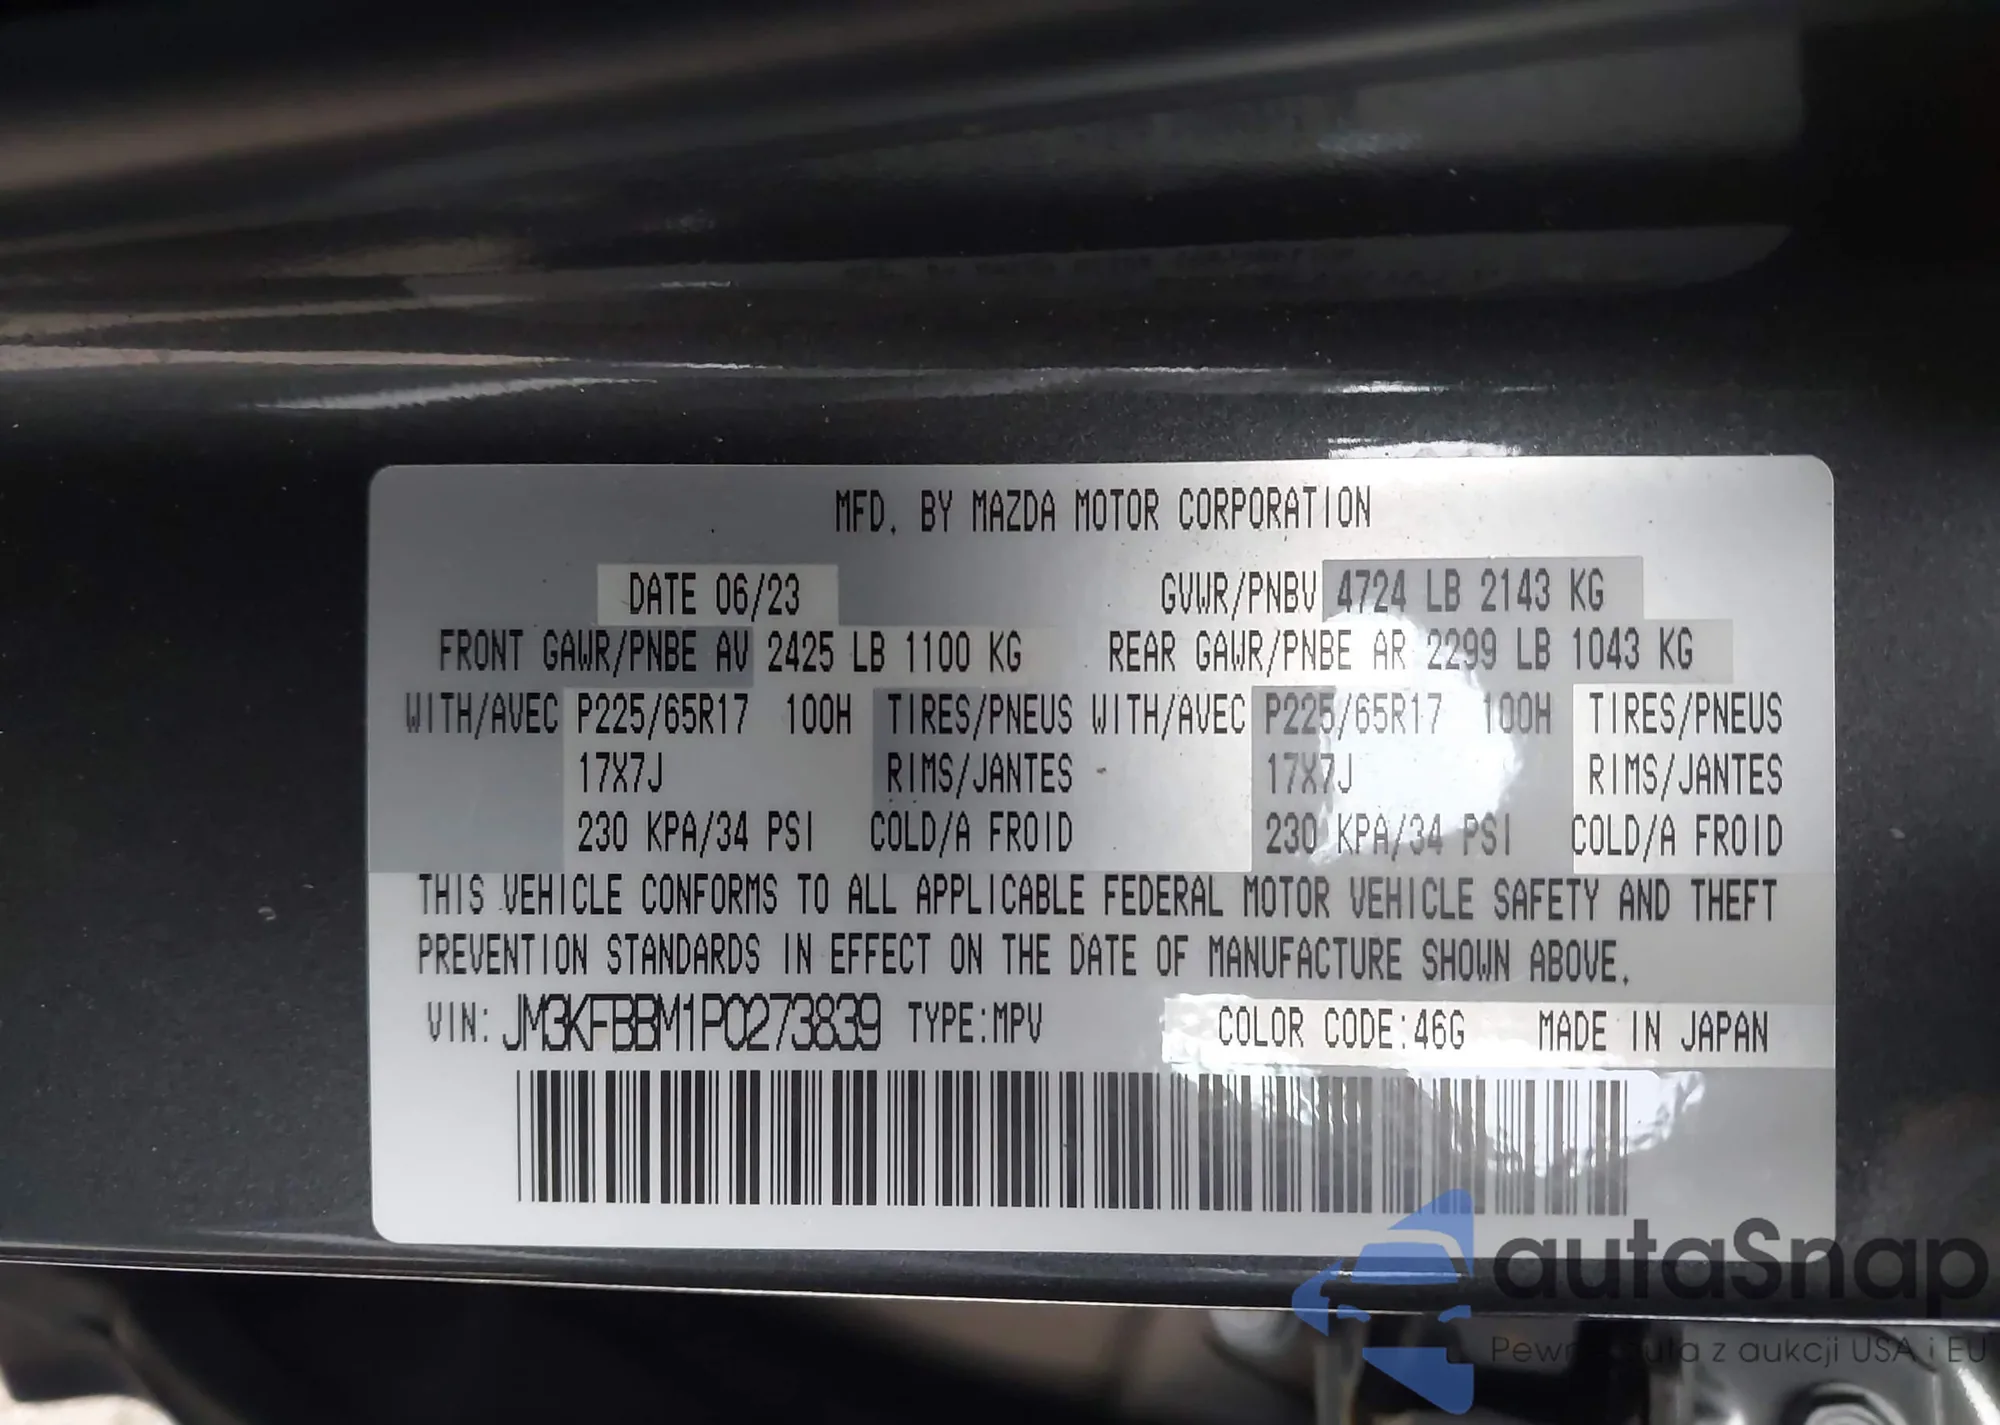 MFD. BY MAZDA MOTOR CORPORATION
DATE 06/23 GVWR/PNBV 4724 LB 2143 KG
FRONT GAWR/PNBE AV 2425 LB 1100 KG REAR GAWR/PNBE AR 2299 LB 1043 KG
WITH/AVEC P225/65R17 100H TIRES/PNEUS WITH/AVEC P225/65R17 100H TIRES/PNEUS
17X7J RIMS/JANTES 17X7J RIMS/JANTES
230 KPA/34 PSI COLD/A FROID 230 KPA/34 PSI COLD/A FROID
THIS VEHICLE CONFORMS TO ALL APPLICABLE FEDERAL MOTOR VEHICLE SAFETY AND THEFT
PREVENTION STANDARDS IN EFFECT ON THE DATE OF MANUFACTURE SHOWN ABOVE.
VIN: JM3KFBBM1P0273839 TYPE:MPV COLOR CODE:46G MADE IN JAPAN
autaSnap
z aukcji USA i EU